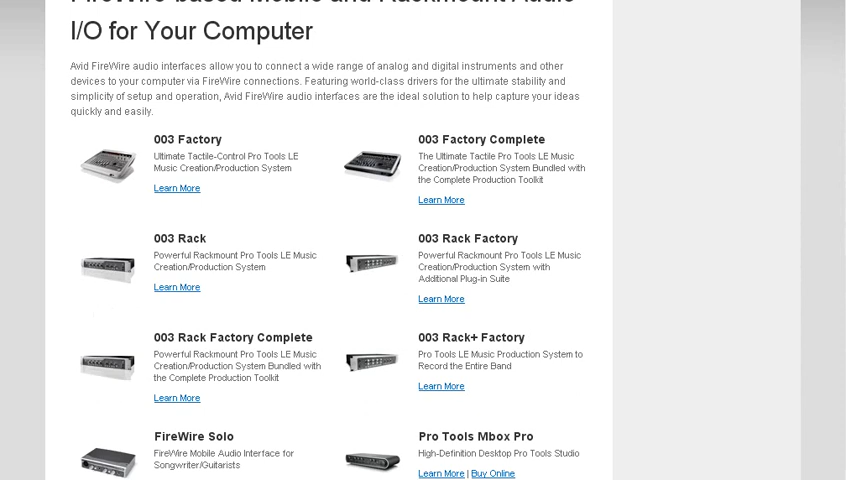 FireWire-based Mobile and Rackmount Audio
I/O for Your Computer
Avid FireWire audio interfaces allow you to connect a wide range of analog and digital instruments and other
devices to your computer via FireWire connections. Featuring world-class drivers for the ultimate stability and
simplicity of setup and operation, Avid FireWire audio interfaces are the ideal solution to help capture your ideas
quickly and easily.
003 Factory
Ultimate Tactile-Control Pro Tools LE
Music Creation/Production System
Learn More
003 Factory Complete
The Ultimate Tactile Pro Tools LE Music
Creation/Production System Bundled with
the Complete Production Toolkit
Learn More
003 Rack
Powerful Rackmount Pro Tools LE Music
Creation/Production System
Learn More
003 Rack Factory
Powerful Rackmount Pro Tools LE Music
Creation/Production System with
Additional Plug-in Suite
Learn More
003 Rack Factory Complete
Powerful Rackmount Pro Tools LE Music
Creation/Production System Bundled with
the Complete Production Toolkit
Learn More
003 Rack+ Factory
Pro Tools LE Music Production System to
Record the Entire Band
Learn More
FireWire Solo
FireWire Mobile Audio Interface for
Songwriter/Guitarists
Pro Tools Mbox Pro
High-Definition Desktop Pro Tools Studio
Learn More | Buy Online